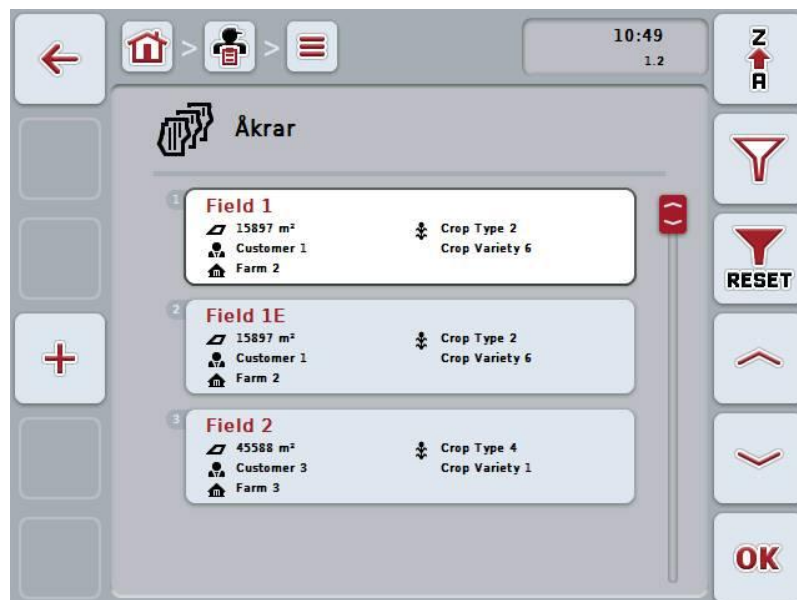 10:49
1.2
Z
A
Åkrar
1
Field 1
15897 m²
Crop Type 2
Customer 1
Crop Variety 6
Farm 2
RESET
2
Field 1E
15897 m²
Crop Type 2
Customer 1
Crop Variety 6
Farm 2
3
Field 2
45588 m²
Crop Type 4
Customer 3
Crop Variety 1
Farm 3
OK